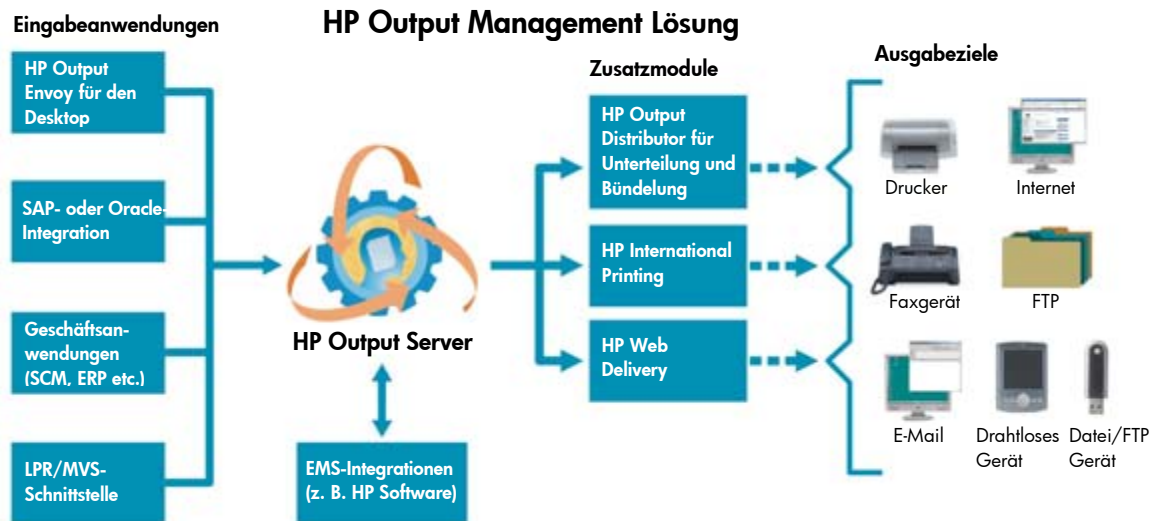 HP Output Management Lösung
Eingabeanwendungen
HP Output
Envoy für den
Desktop
SAP- oder Oracle-
Integration
Geschäftsan-
wendungen
(SCM, ERP etc.)
LPR/MVS-
Schnittstelle
HP Output Server
EMS-Integrationen
(z. B. HP Software)
Zusatzmodule
HP Output
Distributor für
Unterteilung und
Bündelung
HP International
Printing
HP Web
Delivery
Ausgabeziele
Drucker
Internet
Faxgerät
FTP
E-Mail
Drahtloses
Gerät
Datei/FTP
Gerät